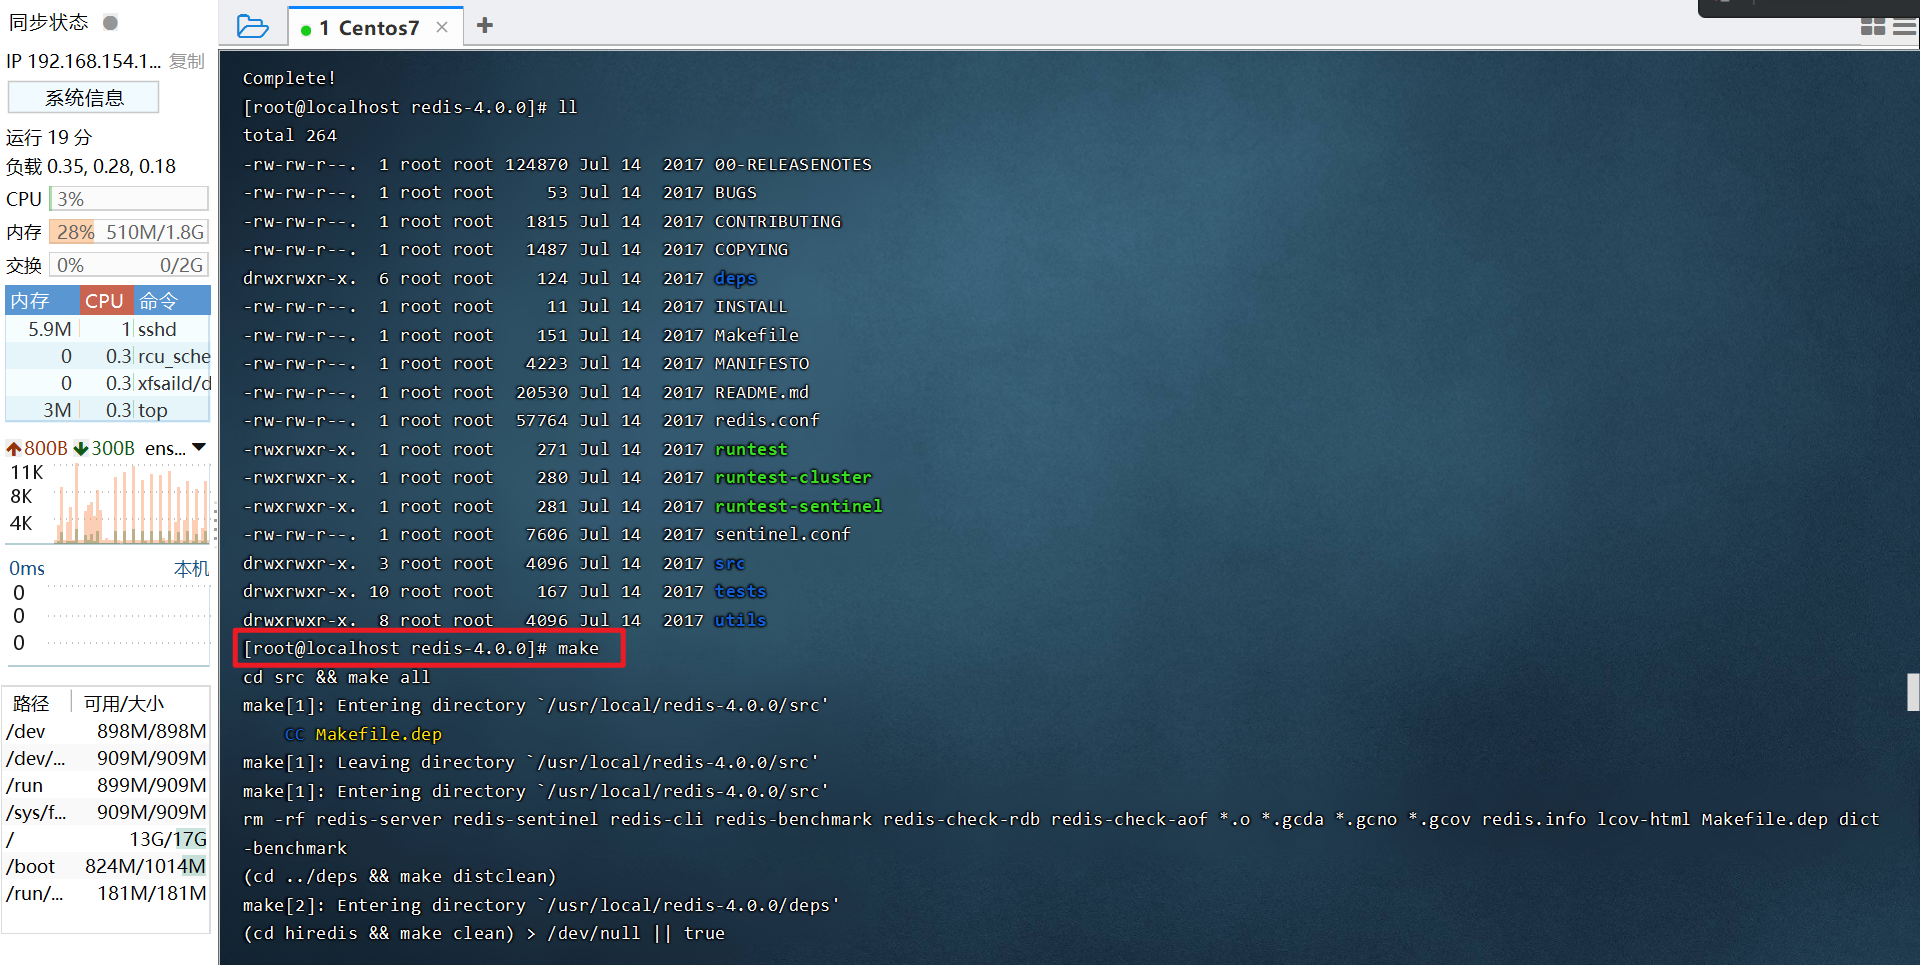 同步状态
IP 192.168.154.1... 复制
系统信息
运行 19 分
负载 0.35, 0.28, 0.18
CPU 3%
内存 28% 510M/1.8G
交换 0% 0/2G
内存 CPU 命令
5.9M 1 sshd
0 0.3 rcu_sche
0 0.3 xfsaild/d
3M 0.3 top
800B 300B ens...
11K
8K
4K
0ms 本机
0
0
0
路径 可用/大小
/dev 898M/898M
/dev/... 909M/909M
/run 899M/909M
/sys/f... 909M/909M
/ 13G/17G
/boot 824M/1014M
/run/... 181M/181M
1 Centos7 × +
Complete!
[root@localhost redis-4.0.0]# ll
total 264
-rw-rw-r--.  1 root root 124870 Jul 14  2017 00-RELEASENOTES
-rw-rw-r--.  1 root root     53 Jul 14  2017 BUGS
-rw-rw-r--.  1 root root   1815 Jul 14  2017 CONTRIBUTING
-rw-rw-r--.  1 root root   1487 Jul 14  2017 COPYING
drwxrwxr-x.  6 root root    124 Jul 14  2017 deps
-rw-rw-r--.  1 root root     11 Jul 14  2017 INSTALL
-rw-rw-r--.  1 root root    151 Jul 14  2017 Makefile
-rw-rw-r--.  1 root root   4223 Jul 14  2017 MANIFESTO
-rw-rw-r--.  1 root root  20530 Jul 14  2017 README.md
-rw-rw-r--.  1 root root  57764 Jul 14  2017 redis.conf
-rwxrwxr-x.  1 root root    271 Jul 14  2017 runtest
-rwxrwxr-x.  1 root root    280 Jul 14  2017 runtest-cluster
-rwxrwxr-x.  1 root root    281 Jul 14  2017 runtest-sentinel
-rw-rw-r--.  1 root root   7606 Jul 14  2017 sentinel.conf
drwxrwxr-x.  3 root root   4096 Jul 14  2017 src
drwxrwxr-x. 10 root root    167 Jul 14  2017 tests
drwxrwxr-x.  8 root root   4096 Jul 14  2017 utils
[root@localhost redis-4.0.0]# make
cd src && make all
make[1]: Entering directory `/usr/local/redis-4.0.0/src'
    CC Makefile.dep
make[1]: Leaving directory `/usr/local/redis-4.0.0/src'
make[1]: Entering directory `/usr/local/redis-4.0.0/src'
rm -rf redis-server redis-sentinel redis-cli redis-benchmark redis-check-rdb redis-check-aof *.o *.gcda *.gcno *.gcov redis.info lcov-html Makefile.dep dict
-benchmark
(cd ../deps && make distclean)
make[2]: Entering directory `/usr/local/redis-4.0.0/deps'
(cd hiredis && make clean) > /dev/null || true